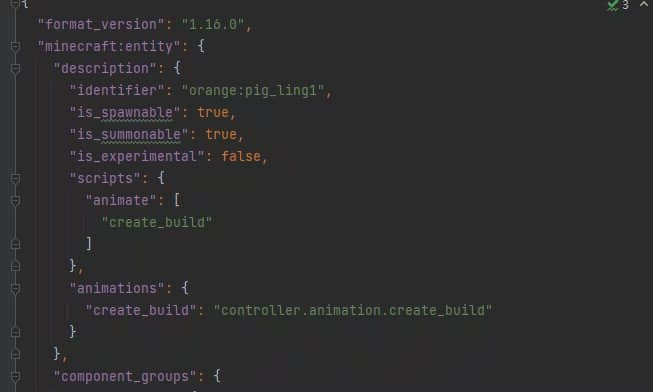 {
3
"format_version": "1.16.0",
"minecraft:entity": {
"description": {
"identifier": "orange:pig_ling1",
"is_spawnable": true,
"is_summonable": true,
"is_experimental": false,
"scripts": {
"animate": [
"create_build"
]
},
"animations": {
"create_build": "controller.animation.create_build"
}
},
"component_groups": {